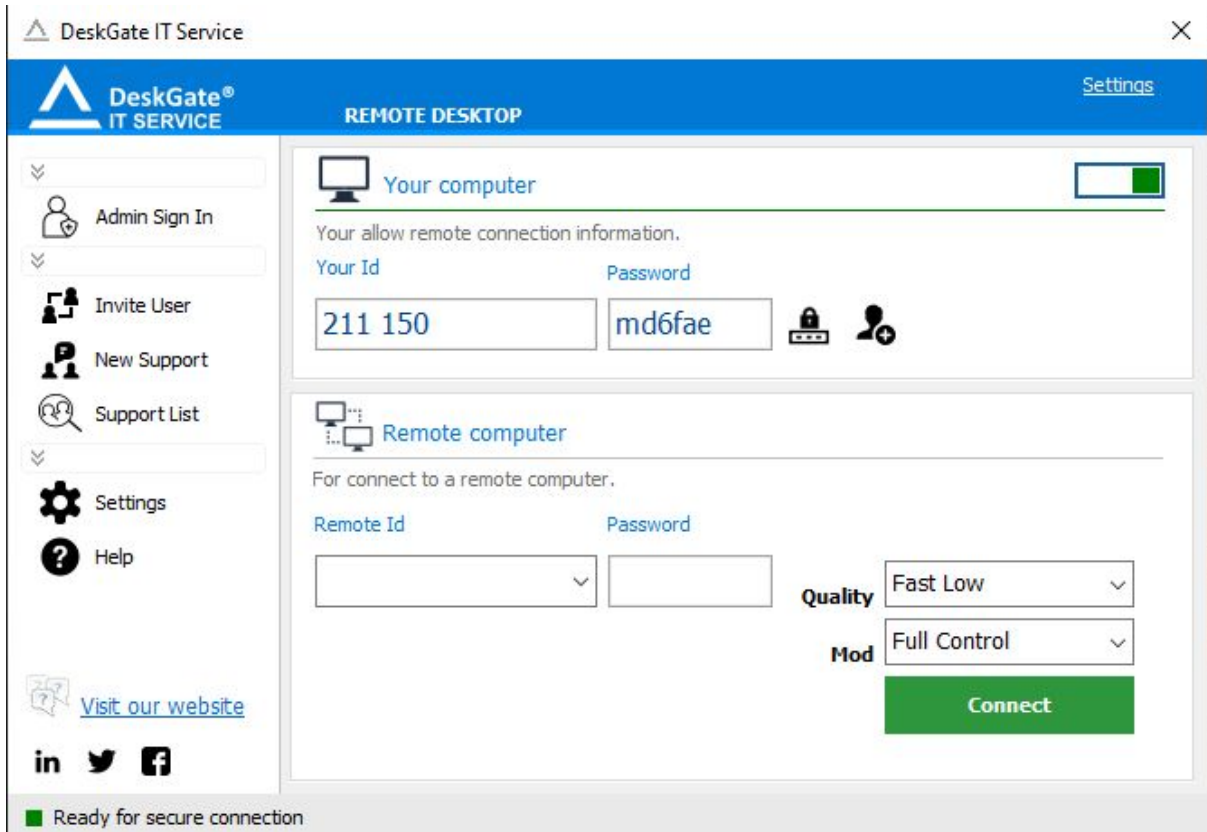 DeskGate IT Service
DeskGate®
IT SERVICE
REMOTE DESKTOP
Settings
Admin Sign In
Invite User
New Support
Support List
Settings
Help
Visit our website
Your computer
Your allow remote connection information.
Your Id
Password
211 150
md6fae
Remote computer
For connect to a remote computer.
Remote Id
Password
Quality
Fast Low
Mod
Full Control
Connect
Ready for secure connection